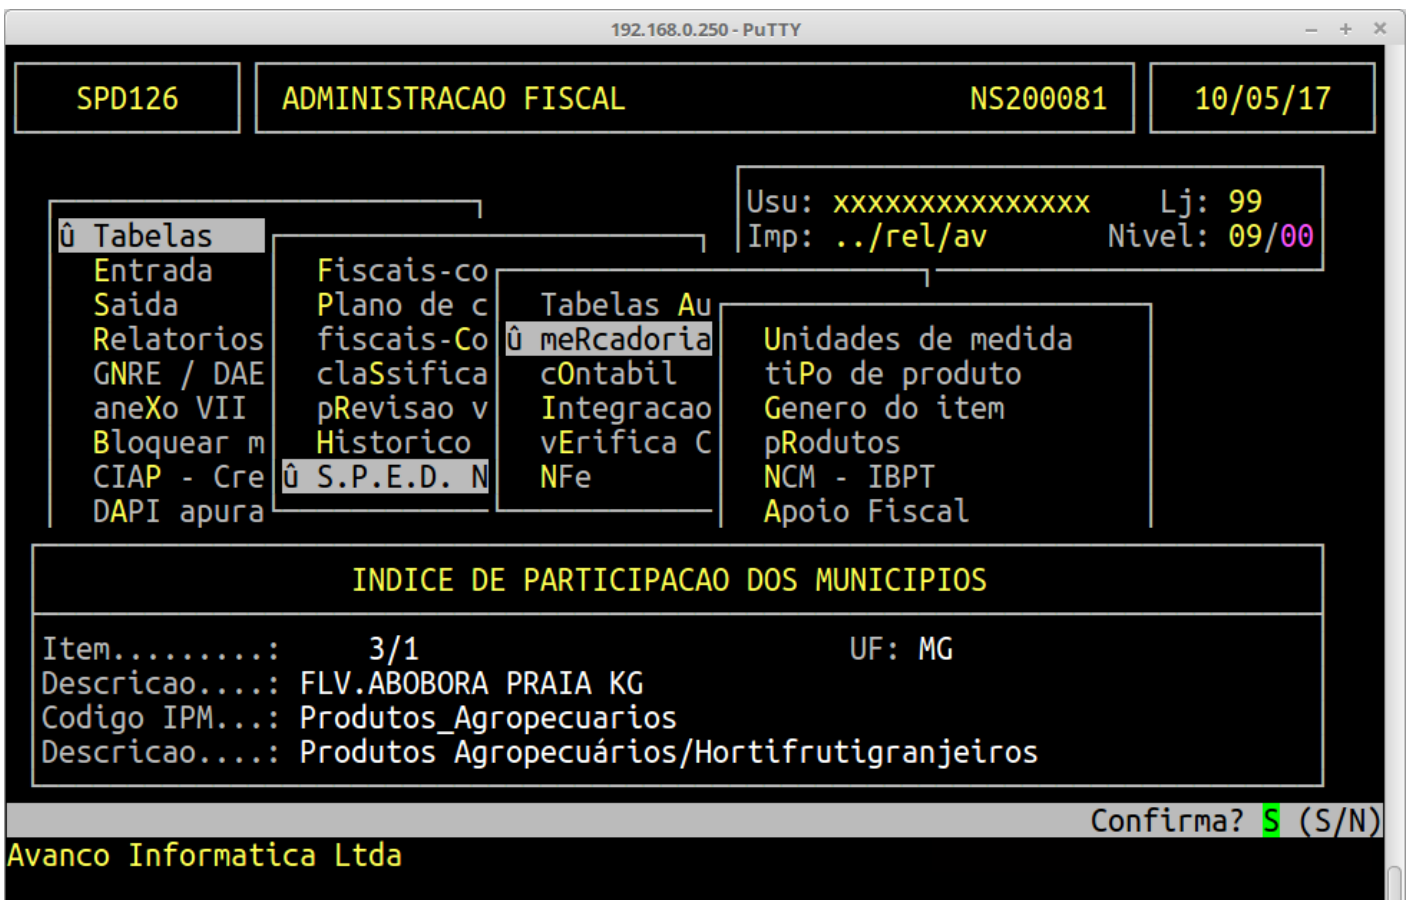 192.168.0.250 - PuTTY
SPD126 ADMINISTRACAO FISCAL NS200081 10/05/17
Usu: xxxxxxxxxxxxxxx Lj: 99
Imp: ../rel/av Nivel: 09/00
û Tabelas
Entrada
Saida
Relatorios
GNRE / DAE
aneXo VII
Bloquear m
CIAP - Cre
DAPI apura
Fiscais-co
Plano de c
fiscais-Co
claSsifica
pRevisao v
Historico
û S.P.E.D. N
Tabelas Au
û meRcadoria
cOntabil
Integracao
vErifica C
NFe
Unidades de medida
tiPo de produto
Genero do item
pRodutos
NCM - IBPT
Apoio Fiscal
INDICE DE PARTICIPACAO DOS MUNICIPIOS
Item.........: 3/1 UF: MG
Descricao....: FLV.ABOBORA PRAIA KG
Codigo IPM...: Produtos_Agropecuarios
Descricao....: Produtos Agropecuários/Hortifrutigranjeiros
Confirma? S (S/N)
Avanco Informatica Ltda